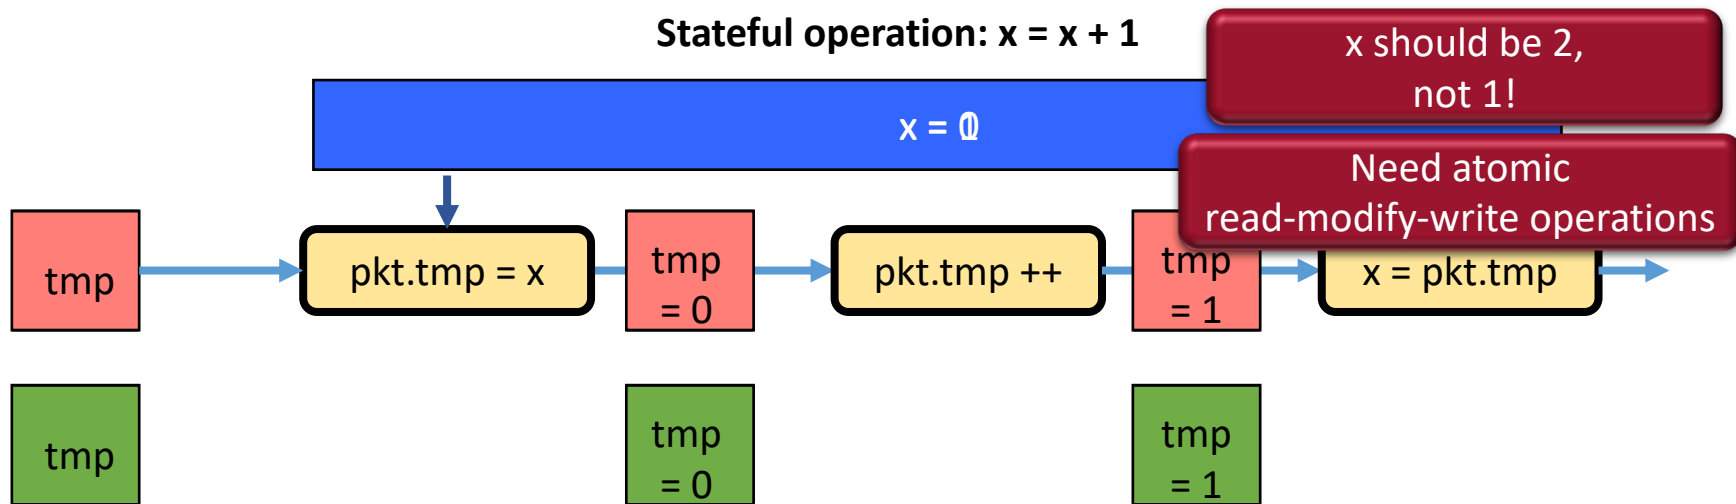 Stateful operation: x = x + 1
x should be 2,
not 1!
x =
Need atomic
read-modify-write operations
tmp
pkt.tmp = x
tmp
= 0
pkt.tmp ++
tmp
= 1
x = pkt.tmp
tmp
tmp
= 0
tmp
= 1